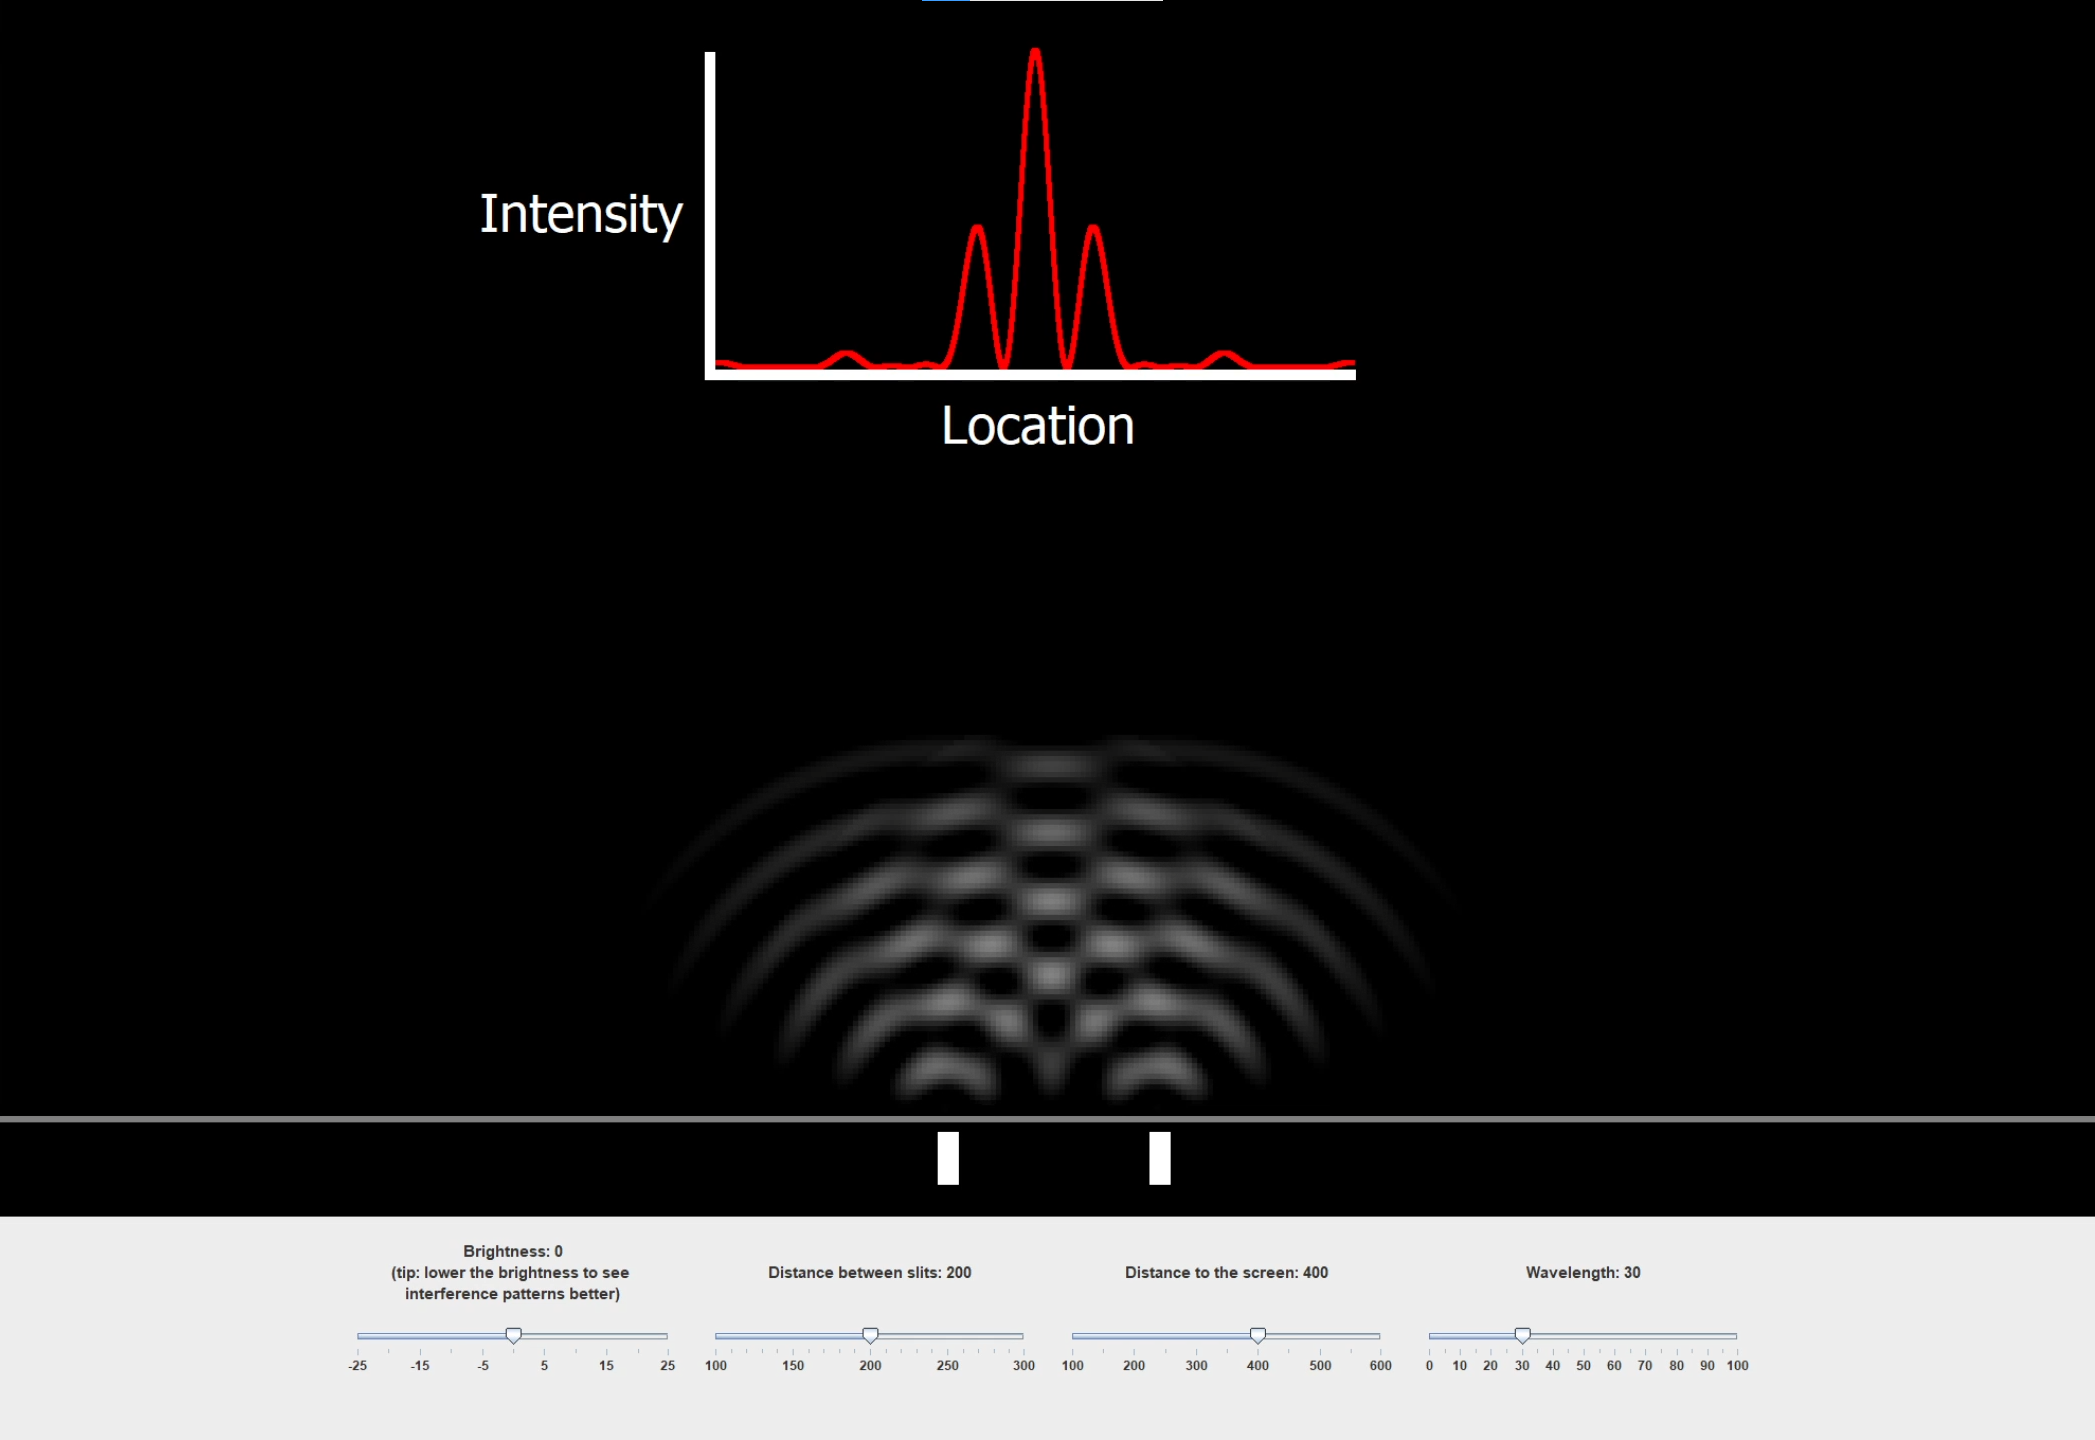 Intensity
Location
Brightness: 0
(tip: lower the brightness to see
interference patterns better)
Distance between slits: 200
Distance to the screen: 400
Wavelength: 30
-25 -15 -5 5 15 25
100 150 200 250 300
100 200 300 400 500 600
0 10 20 30 40 50 60 70 80 90 100